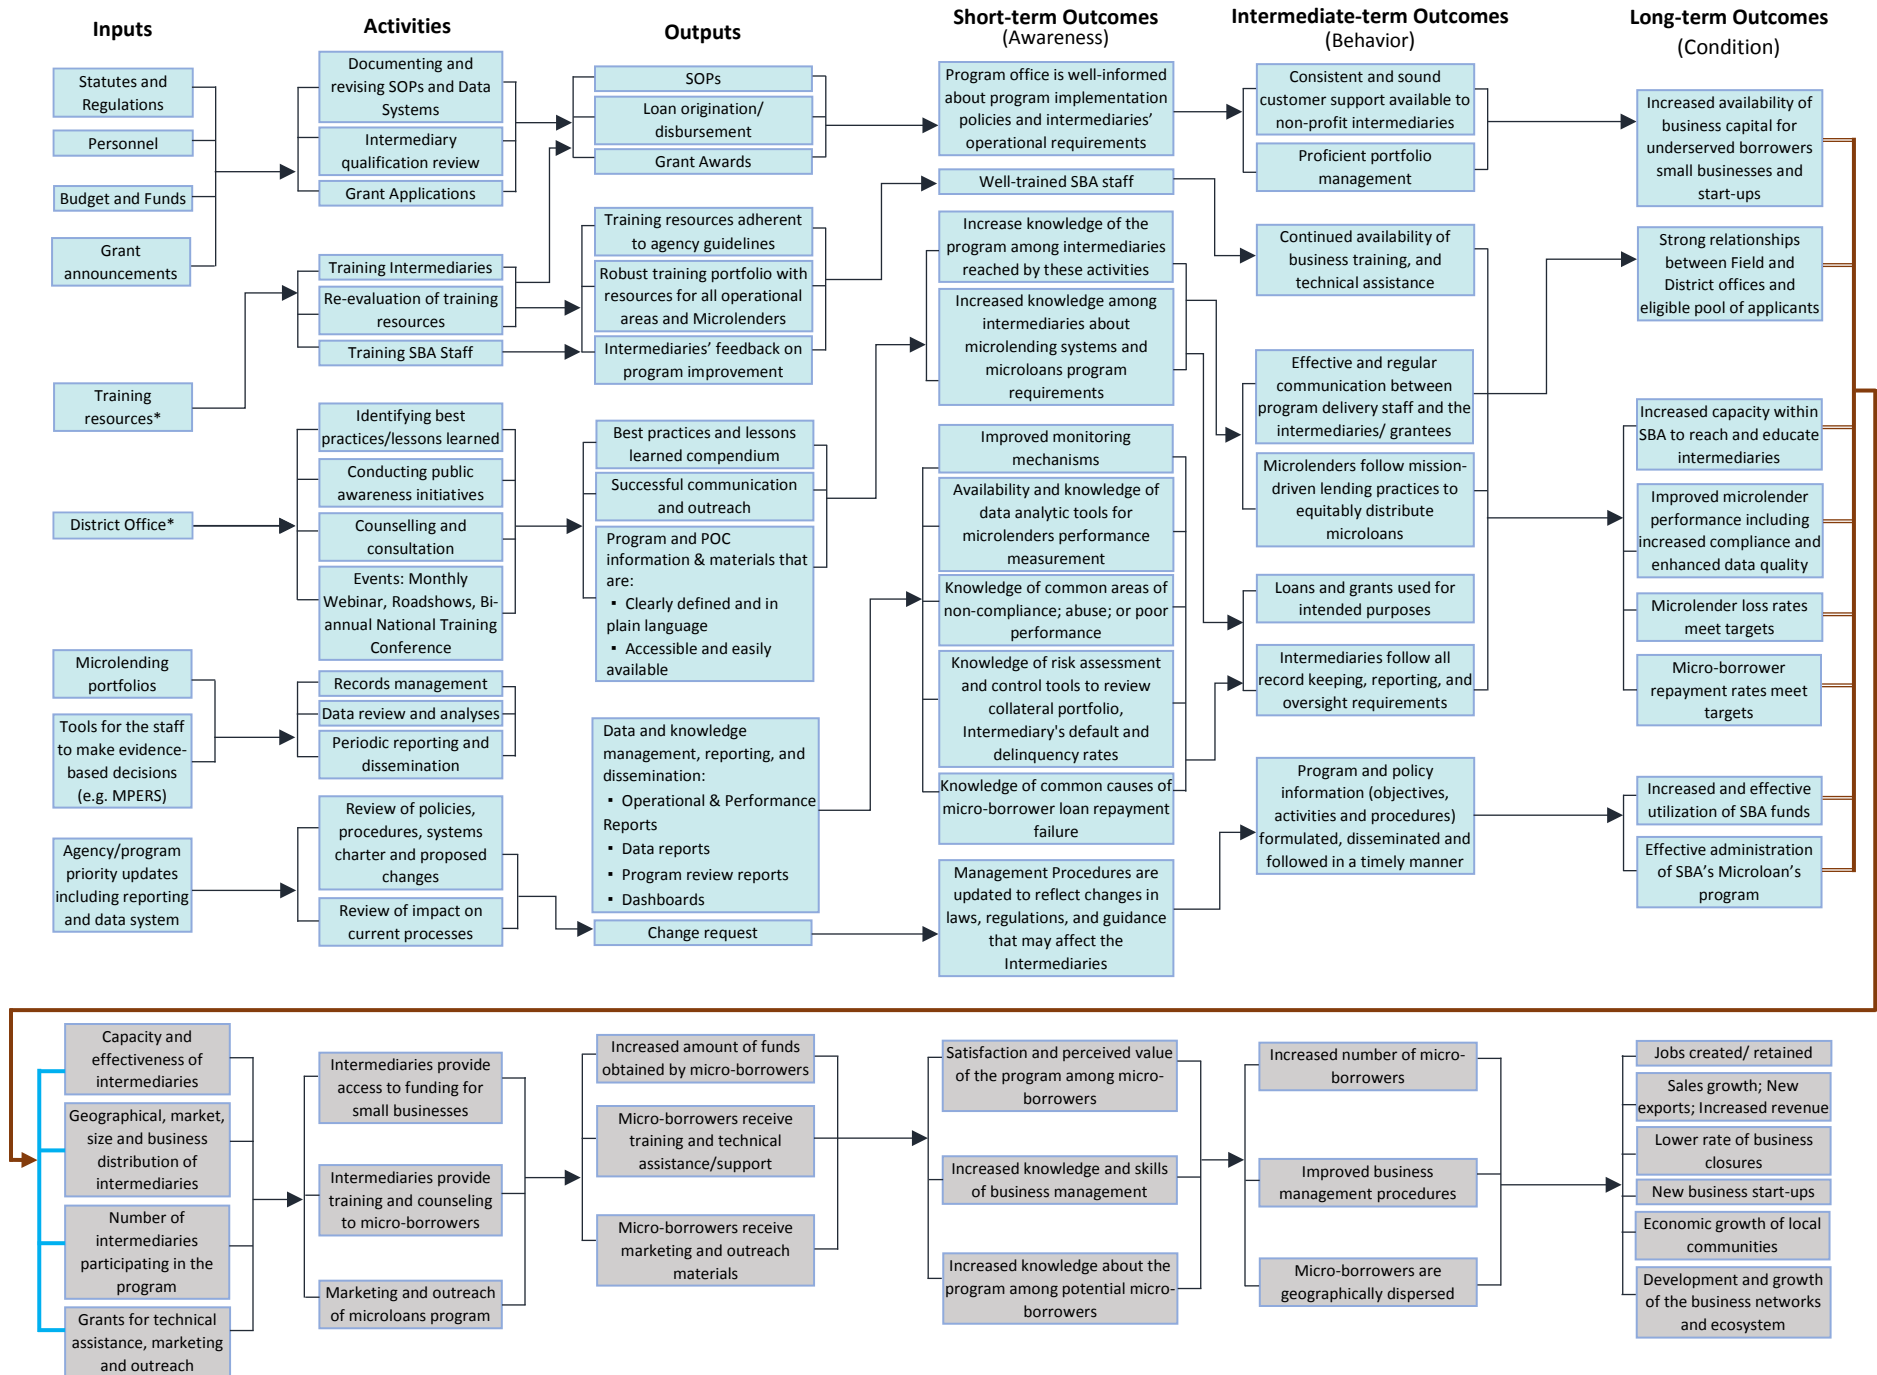 Inputs
Activities
Outputs
Short-term Outcomes
(Awareness)
Intermediate-term Outcomes
(Behavior)
Long-term Outcomes
(Condition)
Statutes and
Regulations
Personnel
Budget and Funds
Grant
announcements
Training
resources*
District Office*
Microlending
portfolios
Tools for the staff
to make evidence-
based decisions
(e.g. MPERS)
Agency/program
priority updates
including reporting
and data system
Documenting and
revising SOPs and Data
Systems
Intermediary
qualification review
Grant Applications
Training Intermediaries
Re-evaluation of training
resources
Training SBA Staff
Identifying best
practices/lessons learned
Conducting public
awareness initiatives
Counselling and
consultation
Events: Monthly
Webinar, Roadshows, Bi-
annual National Training
Conference
Records management
Data review and analyses
Periodic reporting and
dissemination
Review of policies,
procedures, systems
charter and proposed
changes
Review of impact on
current processes
SOPs
Loan origination/
disbursement
Grant Awards
Training resources adherent
to agency guidelines
Robust training portfolio with
resources for all operational
areas and Microlenders
Intermediaries’ feedback on
program improvement
Best practices and lessons
learned compendium
Successful communication
and outreach
Program and POC
information & materials that
are:
▪ Clearly defined and in
plain language
▪ Accessible and easily
available
Data and knowledge
management, reporting, and
dissemination:
▪ Operational & Performance
Reports
▪ Data reports
▪ Program review reports
▪ Dashboards
Change request
Program office is well-informed
about program implementation
policies and intermediaries’
operational requirements
Well-trained SBA staff
Increase knowledge of the
program among intermediaries
reached by these activities
Increased knowledge among
intermediaries about
microlending systems and
microloans program
requirements
Improved monitoring
mechanisms
Availability and knowledge of
data analytic tools for
microlenders performance
measurement
Knowledge of common areas of
non-compliance; abuse; or poor
performance
Knowledge of risk assessment
and control tools to review
collateral portfolio,
Intermediary's default and
delinquency rates
Knowledge of common causes of
micro-borrower loan repayment
failure
Management Procedures are
updated to reflect changes in
laws, regulations, and guidance
that may affect the
Intermediaries
Consistent and sound
customer support available to
non-profit intermediaries
Proficient portfolio
management
Continued availability of
business training, and
technical assistance
Effective and regular
communication between
program delivery staff and the
intermediaries/ grantees
Microlenders follow mission-
driven lending practices to
equitably distribute
microloans
Loans and grants used for
intended purposes
Intermediaries follow all
record keeping, reporting, and
oversight requirements
Program and policy
information (objectives,
activities and procedures)
formulated, disseminated and
followed in a timely manner
Increased availability of
business capital for
underserved borrowers
small businesses and
start-ups
Strong relationships
between Field and
District offices and
eligible pool of applicants
Increased capacity within
SBA to reach and educate
intermediaries
Improved microlender
performance including
increased compliance and
enhanced data quality
Microlender loss rates
meet targets
Micro-borrower
repayment rates meet
targets
Increased and effective
utilization of SBA funds
Effective administration
of SBA’s Microloan’s
program
Capacity and
effectiveness of
intermediaries
Geographical, market,
size and business
distribution of
intermediaries
Number of
intermediaries
participating in the
program
Grants for technical
assistance, marketing
and outreach
Intermediaries provide
access to funding for
small businesses
Intermediaries provide
training and counseling
to micro-borrowers
Marketing and outreach
of microloans program
Increased amount of funds
obtained by micro-borrowers
Micro-borrowers receive
training and technical
assistance/support
Micro-borrowers receive
marketing and outreach
materials
Satisfaction and perceived value
of the program among micro-
borrowers
Increased knowledge and skills
of business management
Increased knowledge about the
program among potential micro-
borrowers
Increased number of micro-
borrowers
Improved business
management procedures
Micro-borrowers are
geographically dispersed
Jobs created/ retained
Sales growth; New
exports; Increased revenue
Lower rate of business
closures
New business start-ups
Economic growth of local
communities
Development and growth
of the business networks
and ecosystem